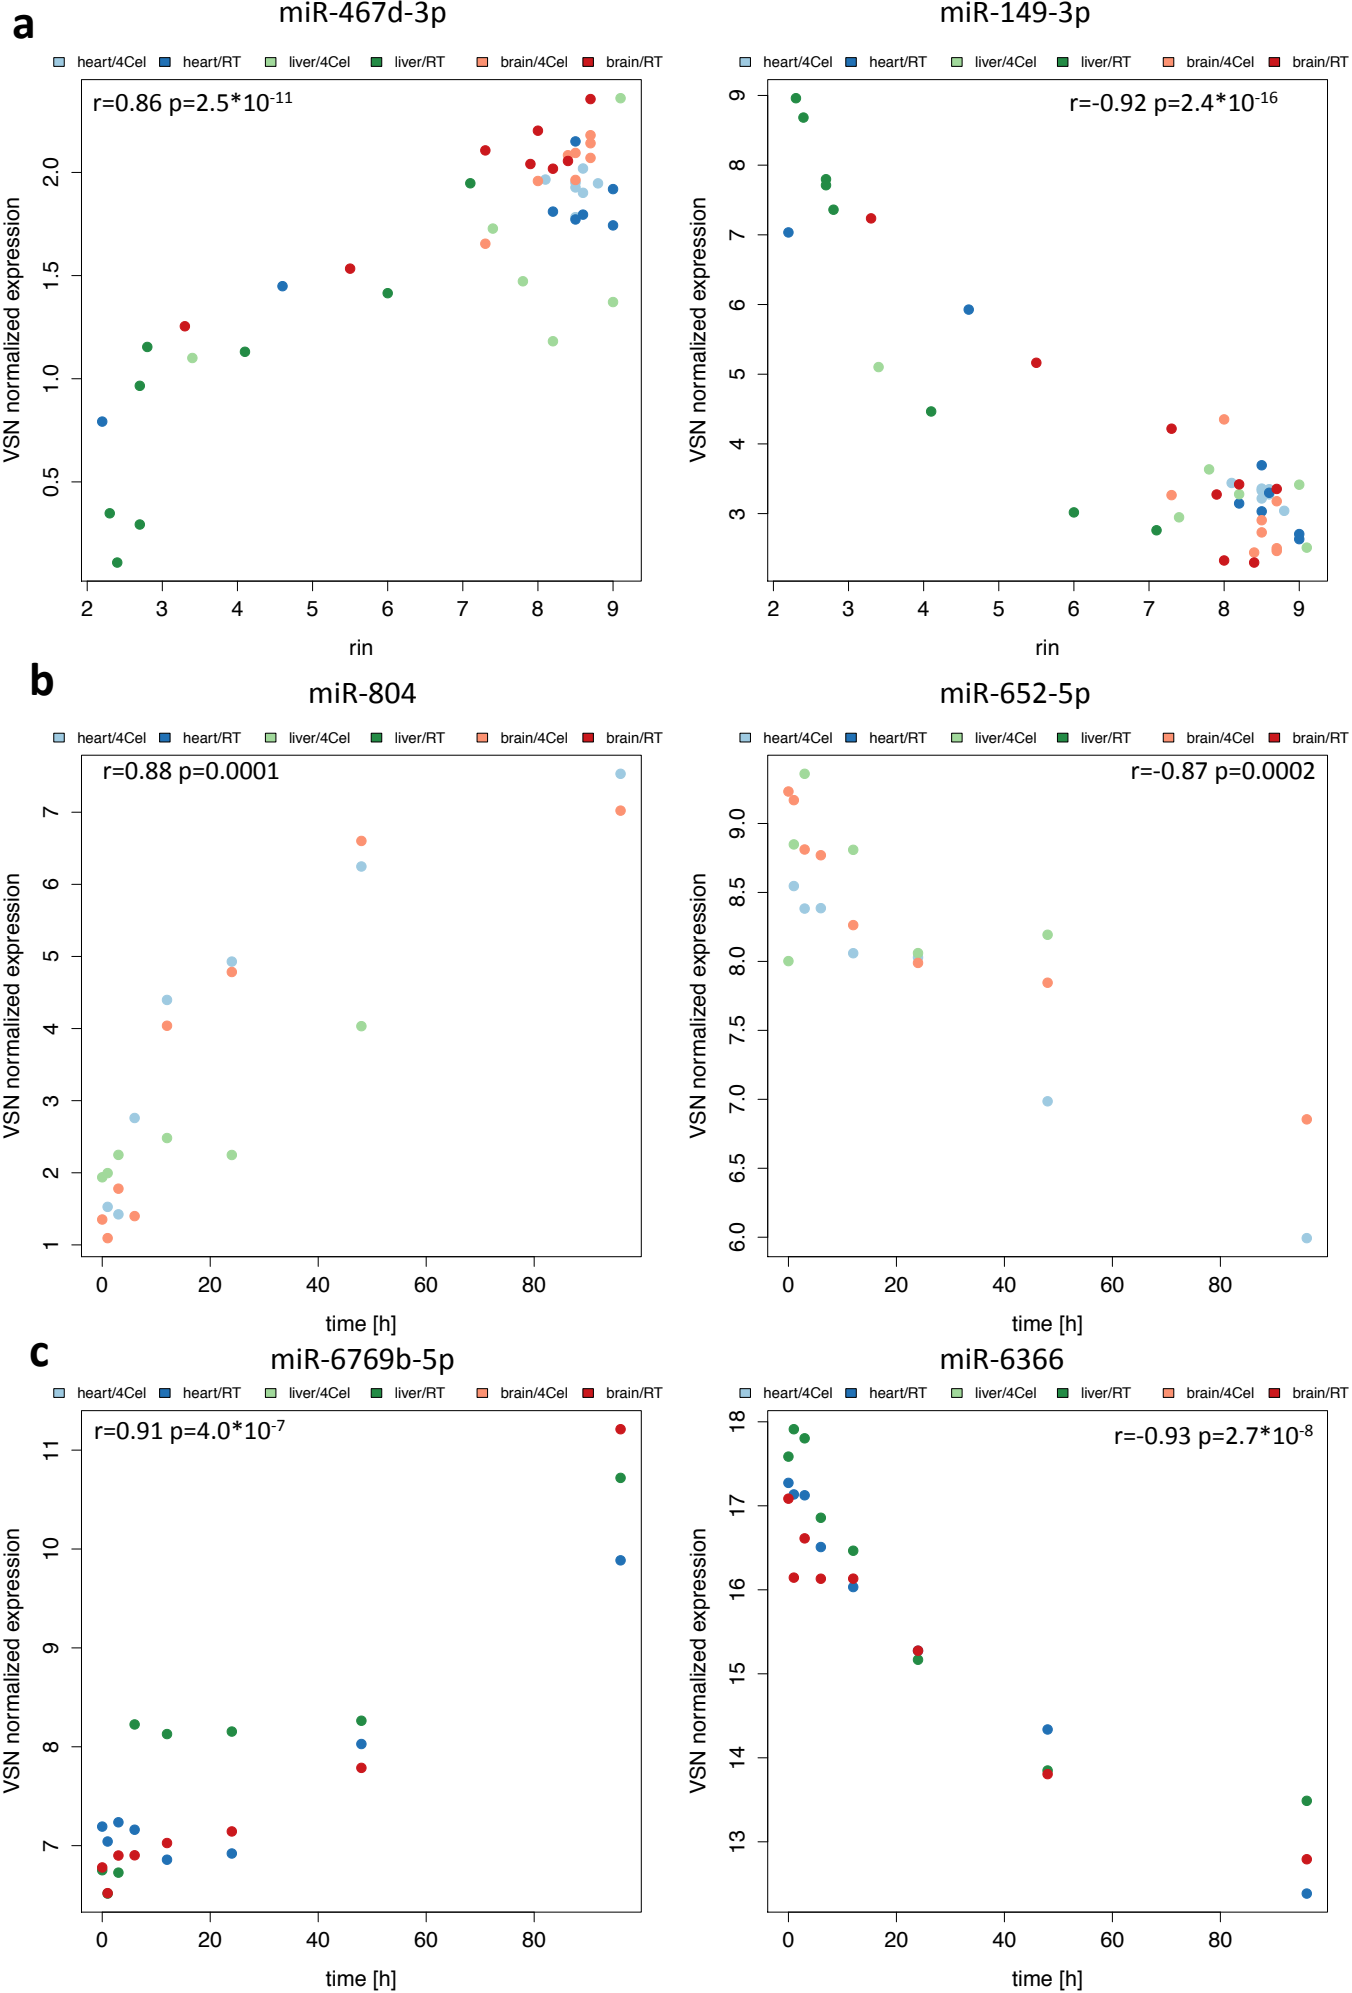 a
miR-467d-3p
heart/4Cel heart/RT liver/4Cel liver/RT brain/4Cel brain/RT
r=0.86 p=2.5*10-11
VSN normalized expression
2.0
1.5
1.0
0.5
2 3 4 5 6 7 8 9
rin
miR-149-3p
heart/4Cel heart/RT liver/4Cel liver/RT brain/4Cel brain/RT
r=-0.92 p=2.4*10-16
VSN normalized expression
9
8
7
6
5
4
3
2 3 4 5 6 7 8 9
rin
b
miR-804
heart/4Cel heart/RT liver/4Cel liver/RT brain/4Cel brain/RT
r=0.88 p=0.0001
VSN normalized expression
7
6
5
4
3
2
1
0 20 40 60 80
time [h]
miR-652-5p
heart/4Cel heart/RT liver/4Cel liver/RT brain/4Cel brain/RT
r=-0.87 p=0.0002
VSN normalized expression
9.0
8.5
8.0
7.5
7.0
6.5
6.0
0 20 40 60 80
time [h]
c
miR-6769b-5p
heart/4Cel heart/RT liver/4Cel liver/RT brain/4Cel brain/RT
r=0.91 p=4.0*10-7
VSN normalized expression
11
10
9
8
7
0 20 40 60 80
time [h]
miR-6366
heart/4Cel heart/RT liver/4Cel liver/RT brain/4Cel brain/RT
r=-0.93 p=2.7*10-8
VSN normalized expression
18
17
16
15
14
13
0 20 40 60 80
time [h]